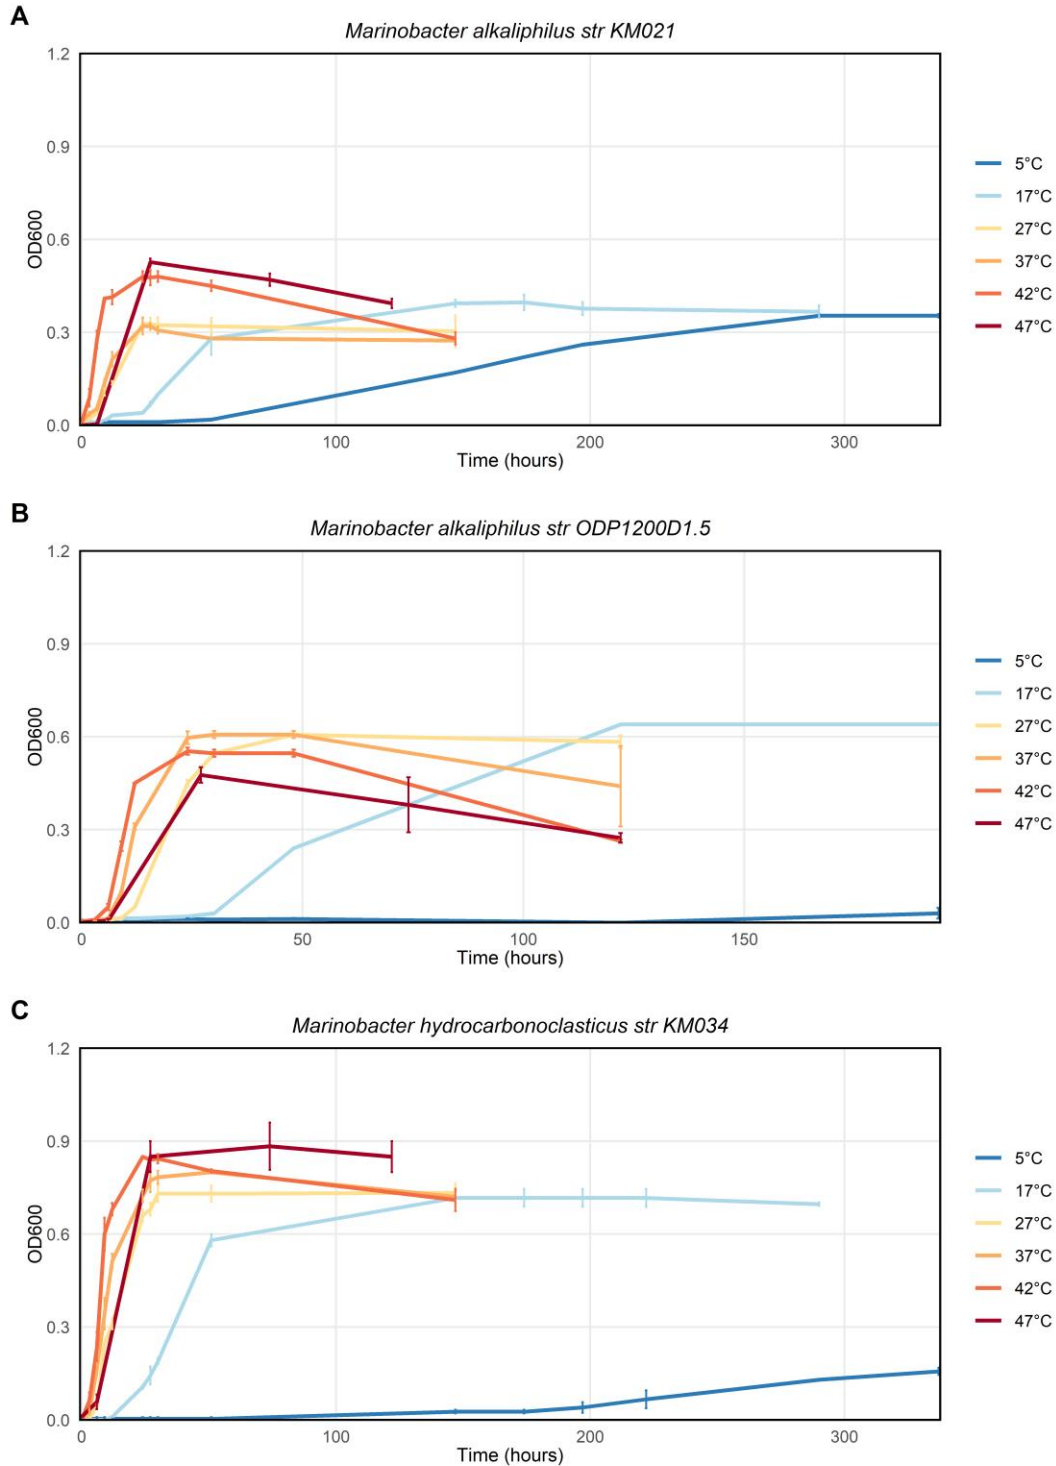 A
Marinobacter alkaliphilus str KM021
1.2
0.9
0.6
0.3
0.0
OD600
0
100
200
300
Time (hours)
5°C
17°C
27°C
37°C
42°C
47°C
B
Marinobacter alkaliphilus str ODP1200D1.5
1.2
0.9
0.6
0.3
0.0
OD600
0
50
100
150
Time (hours)
5°C
17°C
27°C
37°C
42°C
47°C
C
Marinobacter hydrocarbonoclasticus str KM034
1.2
0.9
0.6
0.3
0.0
OD600
0
100
200
300
Time (hours)
5°C
17°C
27°C
37°C
42°C
47°C